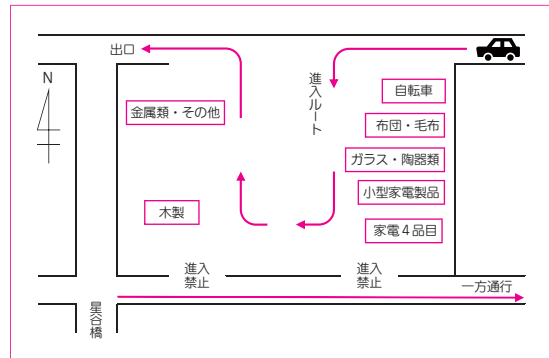 出口
N
進入ルート
自転車
金属類・その他
布団・毛布
ガラス・陶器類
小型家電製品
木製
家電4品目
進入
禁止
進入
禁止
一方通行
星谷橋